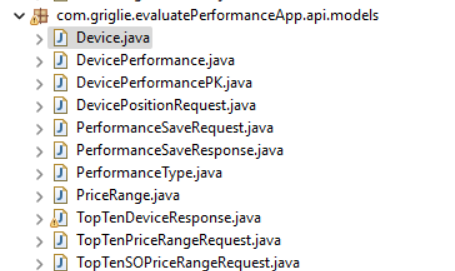 com.griglie.evaluatePerformanceApp.api.models
Device.java
DevicePerformance.java
DevicePerformancePK.java
DevicePositionRequest.java
PerformanceSaveRequest.java
PerformanceSaveResponse.java
PerformanceType.java
PriceRange.java
TopTenDeviceResponse.java
TopTenPriceRangeRequest.java
TopTenSOPriceRangeRequest.java